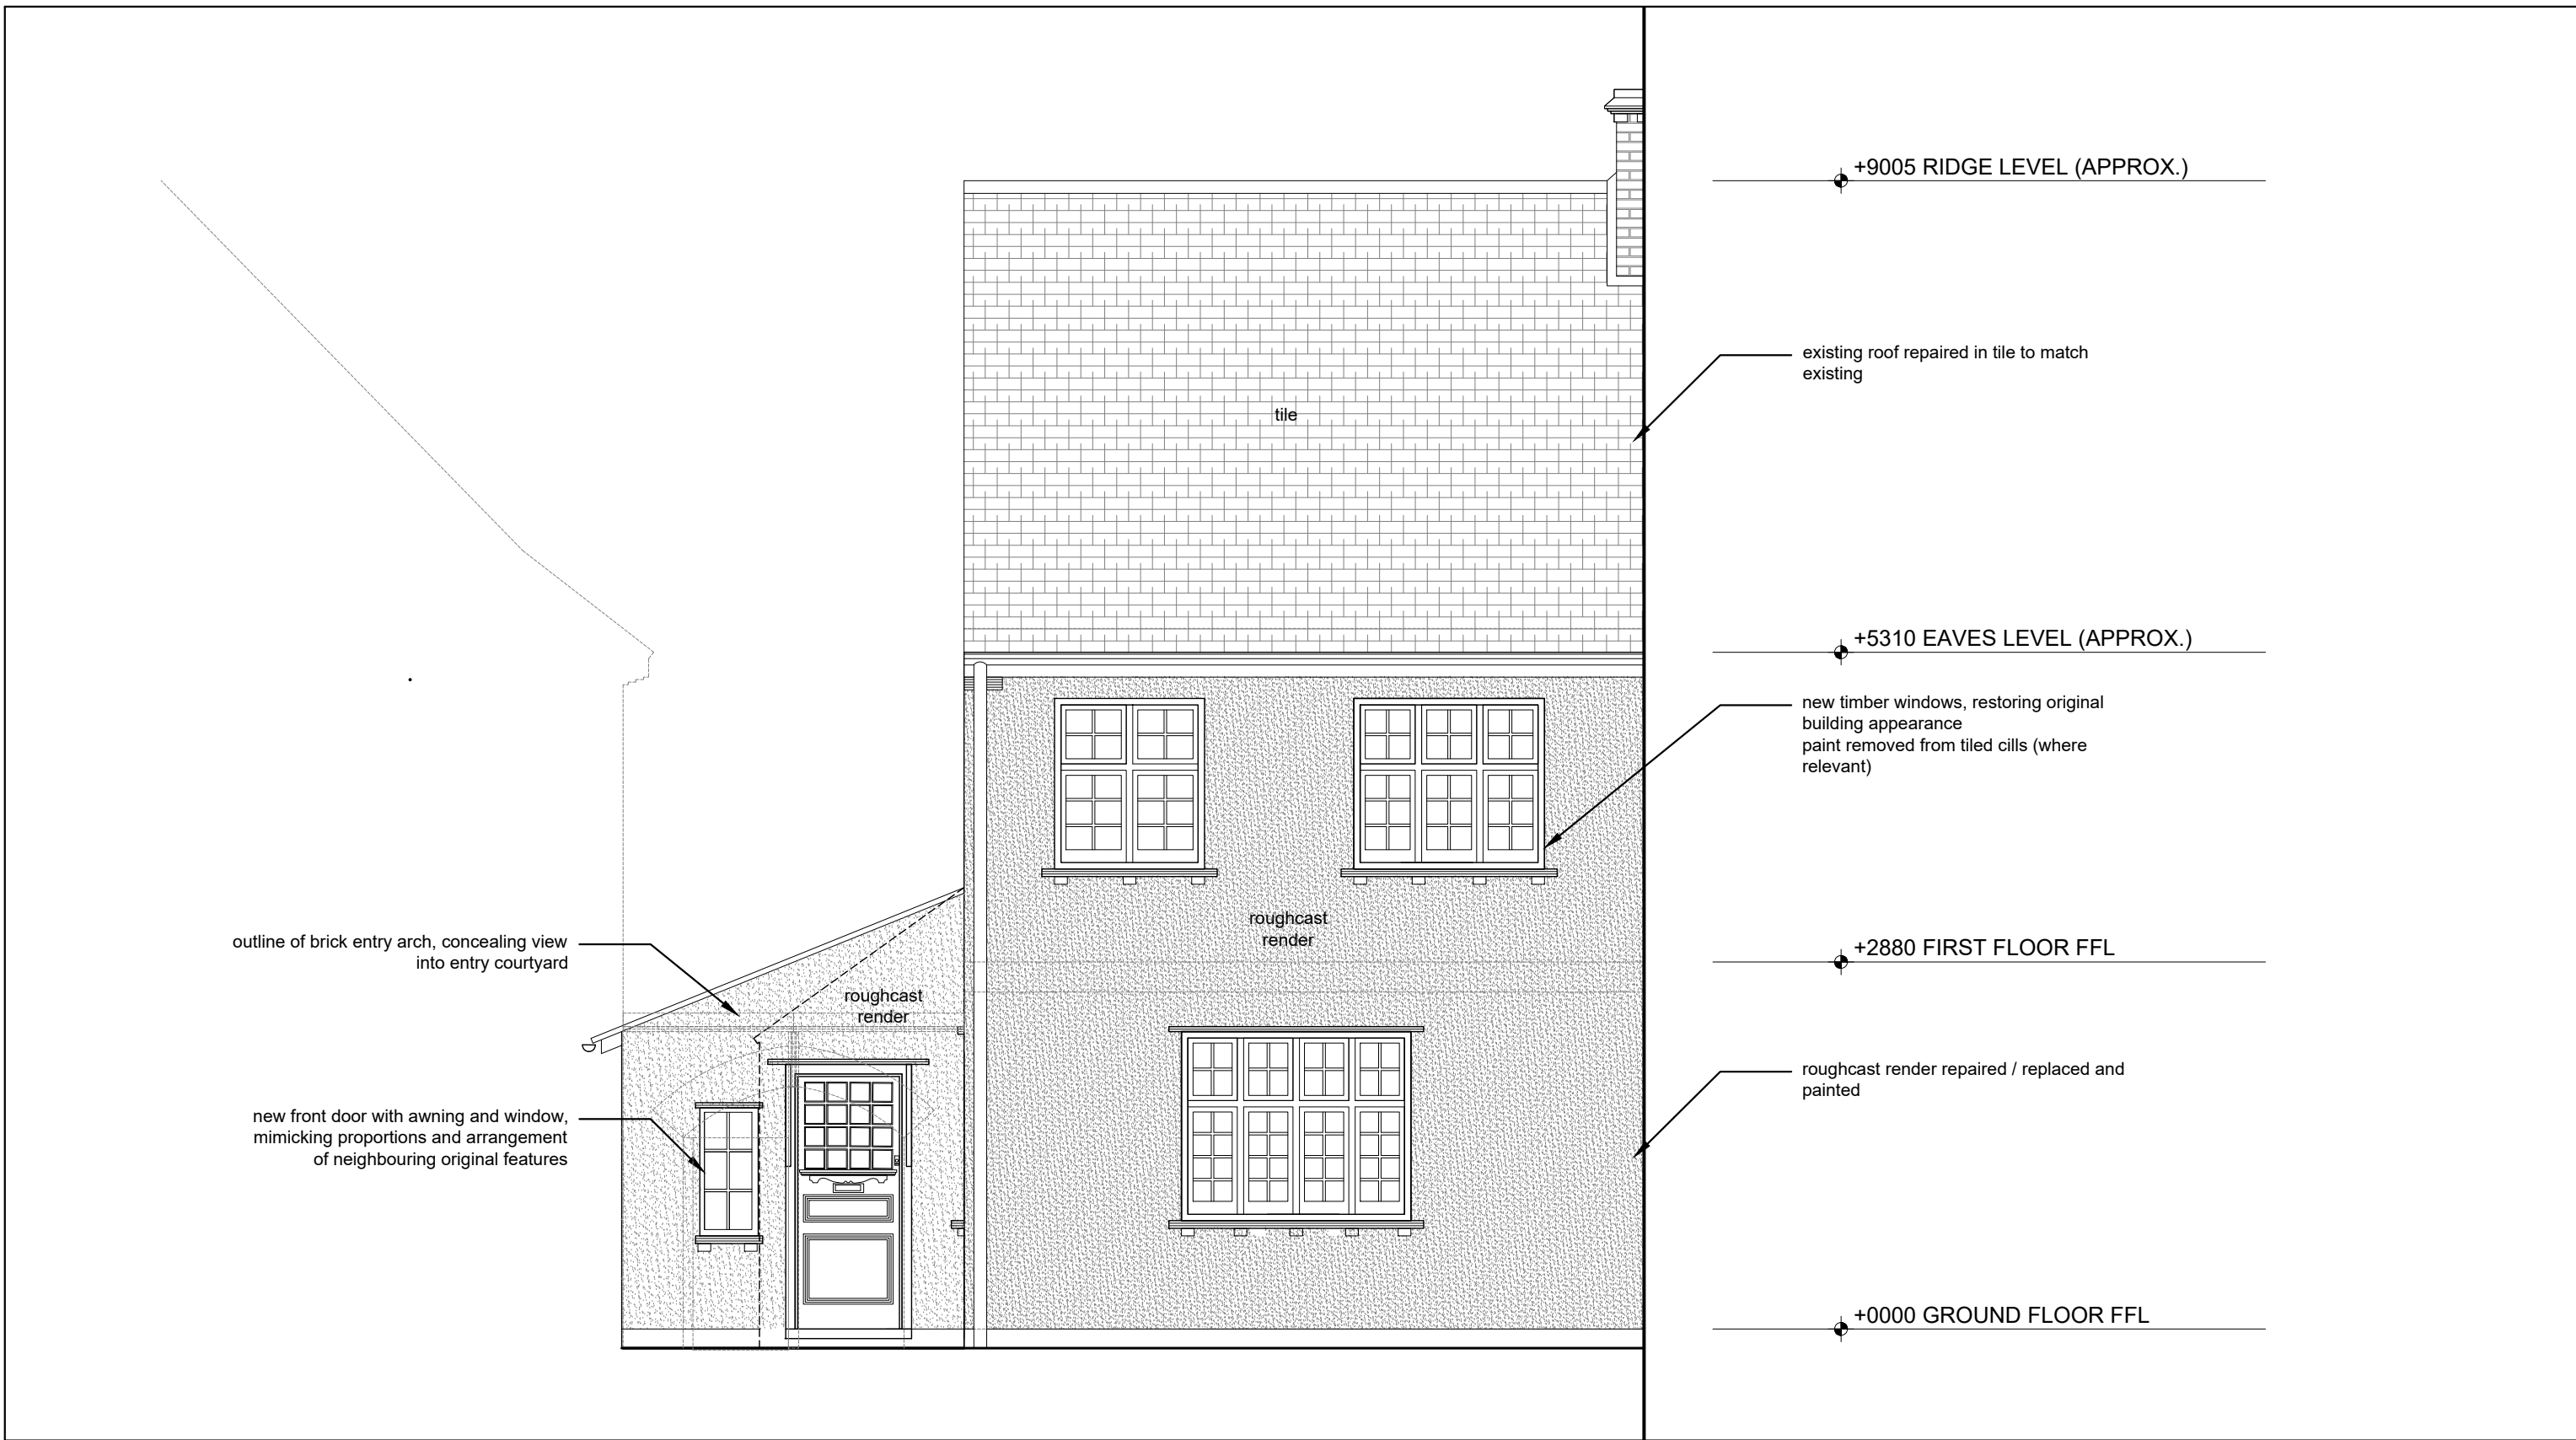 +9005 RIDGE LEVEL (APPROX.)
existing roof repaired in tile to match
existing
tile
+5310 EAVES LEVEL (APPROX.)
new timber windows, restoring original
building appearance
paint removed from tiled cills (where
relevant)
roughcast
render
outline of brick entry arch, concealing view
into entry courtyard
+2880 FIRST FLOOR FFL
roughcast
render
roughcast render repaired / replaced and
painted
new front door with awning and window,
mimicking proportions and arrangement
of neighbouring original features
+0000 GROUND FLOOR FFL